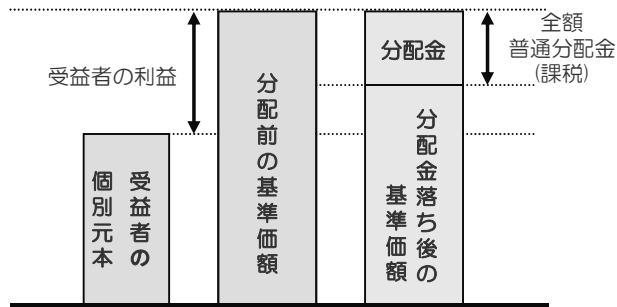 全額
普通分配金
(課税)
分配金
受益者の利益
分配前の基準価額
分配金落ち後の
基準価額
受益者の
個別元本